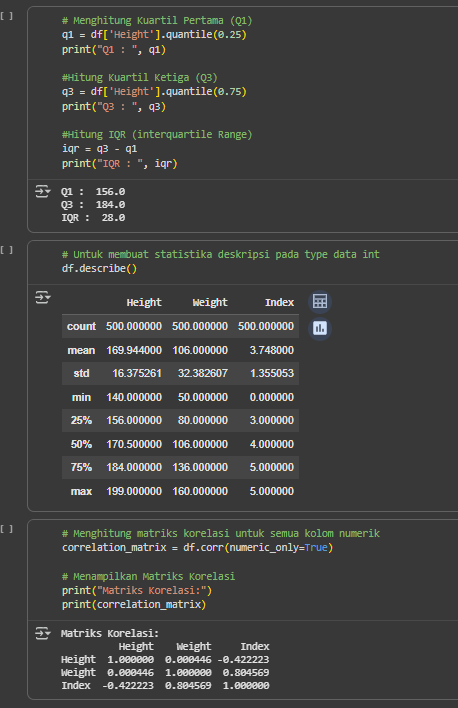 [ ]
# Menghitung Kuartil Pertama (Q1)
q1 = df['Height'].quantile(0.25)
print("Q1 : ", q1)
#Hitung Kuartil Ketiga (Q3)
q3 = df['Height'].quantile(0.75)
print("Q3 : ", q3)
#Hitung IQR (interquartile Range)
iqr = q3 - q1
print("IQR : ", iqr)
Q1 :  156.0
Q3 :  184.0
IQR :  28.0
[ ]
# Untuk membuat statistika deskripsi pada type data int
df.describe()
Height Weight Index
count 500.000000 500.000000 500.000000
mean 169.944000 106.000000 3.748000
std 16.375261 32.382607 1.355053
min 140.000000 50.000000 0.000000
25% 156.000000 80.000000 3.000000
50% 170.500000 106.000000 4.000000
75% 184.000000 136.000000 5.000000
max 199.000000 160.000000 5.000000
[ ]
# Menghitung matriks korelasi untuk semua kolom numerik
correlation_matrix = df.corr(numeric_only=True)
# Menampilkan Matriks Korelasi
print("Matriks Korelasi:")
print(correlation_matrix)
Matriks Korelasi:
Height Weight Index
Height 1.000000 0.000446 -0.422223
Weight 0.000446 1.000000 0.804569
Index -0.422223 0.804569 1.000000